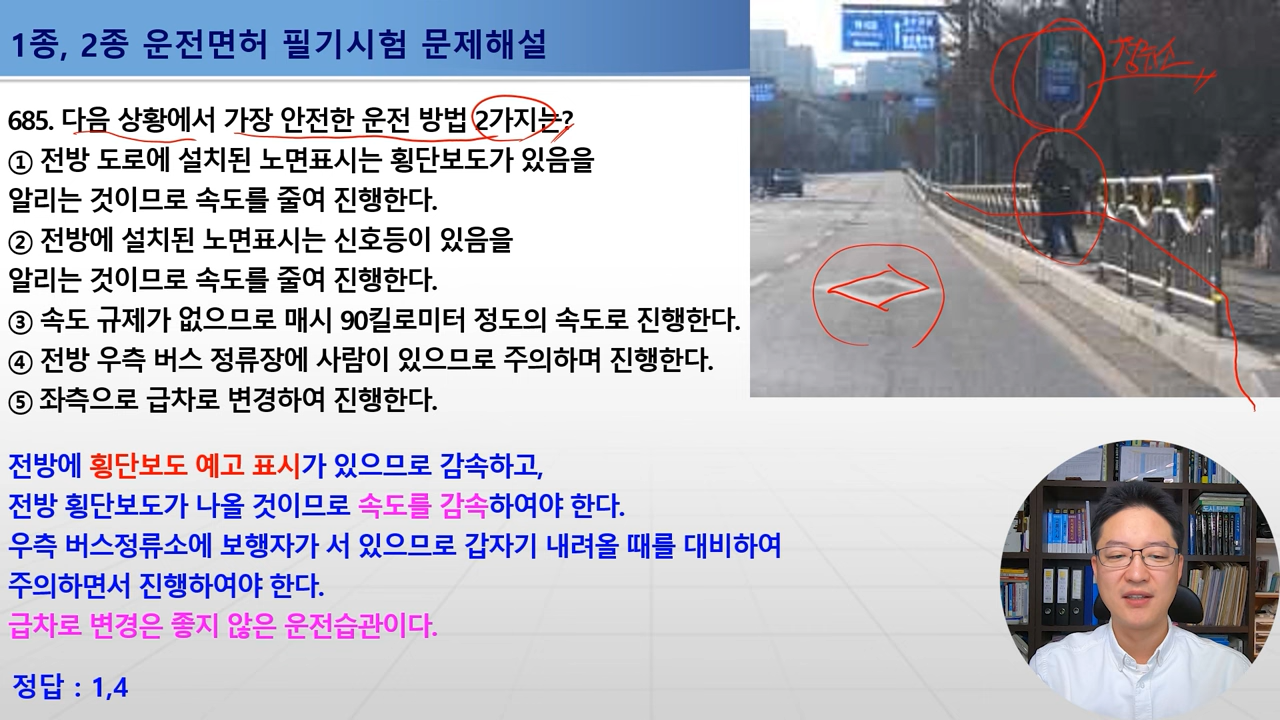 1종, 2종 운전면허 필기시험 문제해설
685. 다음 상황에서 가장 안전한 운전 방법 2가지는?
① 전방 도로에 설치된 노면표시는 횡단보도가 있음을
알리는 것이므로 속도를 줄여 진행한다.
② 전방에 설치된 노면표시는 신호등이 있음을
알리는 것이므로 속도를 줄여 진행한다.
③ 속도 규제가 없으므로 매시 90킬로미터 정도의 속도로 진행한다.
④ 전방 우측 버스 정류장에 사람이 있으므로 주의하며 진행한다.
⑤ 좌측으로 급차로 변경하여 진행한다.
정류소
전방에 횡단보도 예고 표시가 있으므로 감속하고,
전방 횡단보도가 나올 것이므로 속도를 감속하여야 한다.
우측 버스정류소에 보행자가 서 있으므로 갑자기 내려올 때를 대비하여
주의하면서 진행하여야 한다.
급차로 변경은 좋지 않은 운전습관이다.
정답 : 1,4